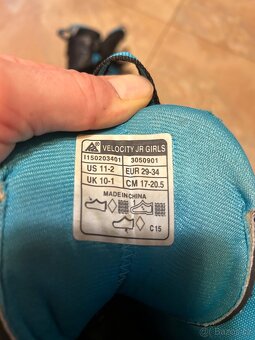 VELOCITY JR GIRLS
I150203401 3050901
US 11-2 EUR 29-34
UK 10-1 CM 17-20.5
MADE IN CHINA
C15